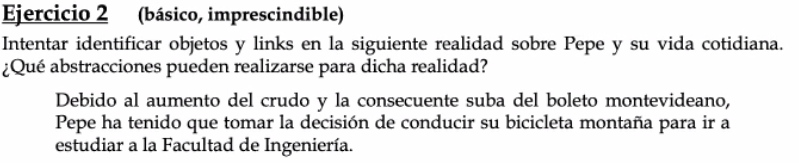 Ejercicio 2 (básico, imprescindible)
Intentar identificar objetos y links en la siguiente realidad sobre Pepe y su vida cotidiana.
¿Qué abstracciones pueden realizarse para dicha realidad?
Debido al aumento del crudo y la consecuente suba del boleto montevideano,
Pepe ha tenido que tomar la decisión de conducir su bicicleta montaña para ir a
estudiar a la Facultad de Ingeniería.